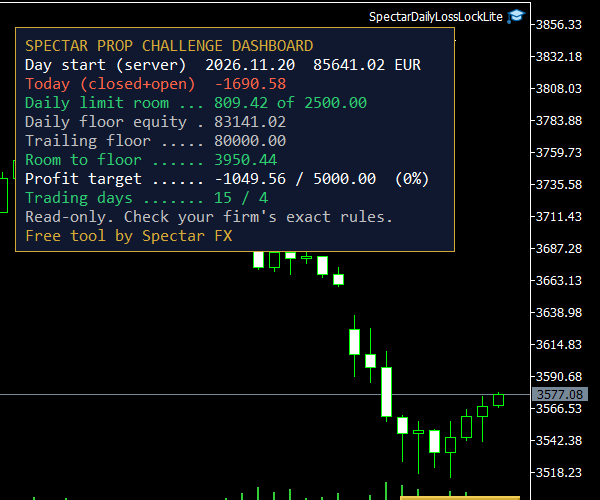 SpectarDailyLossLockLite
SPECTAR PROP CHALLENGE DASHBOARD
Day start (server)  2026.11.20  85641.02 EUR
Today (closed+open)  -1690.58
Daily limit room ... 809.42 of 2500.00
Daily floor equity . 83141.02
Trailing floor ..... 80000.00
Room to floor ...... 3950.44
Profit target ...... -1049.56 / 5000.00  (0%)
Trading days ....... 15 / 4
Read-only. Check your firm's exact rules.
Free tool by Spectar FX
3856.33
3832.18
3808.03
3783.88
3759.73
3735.58
3711.43
3687.28
3663.13
3638.98
3614.83
3590.68
3577.08
3566.53
3542.38
3518.23